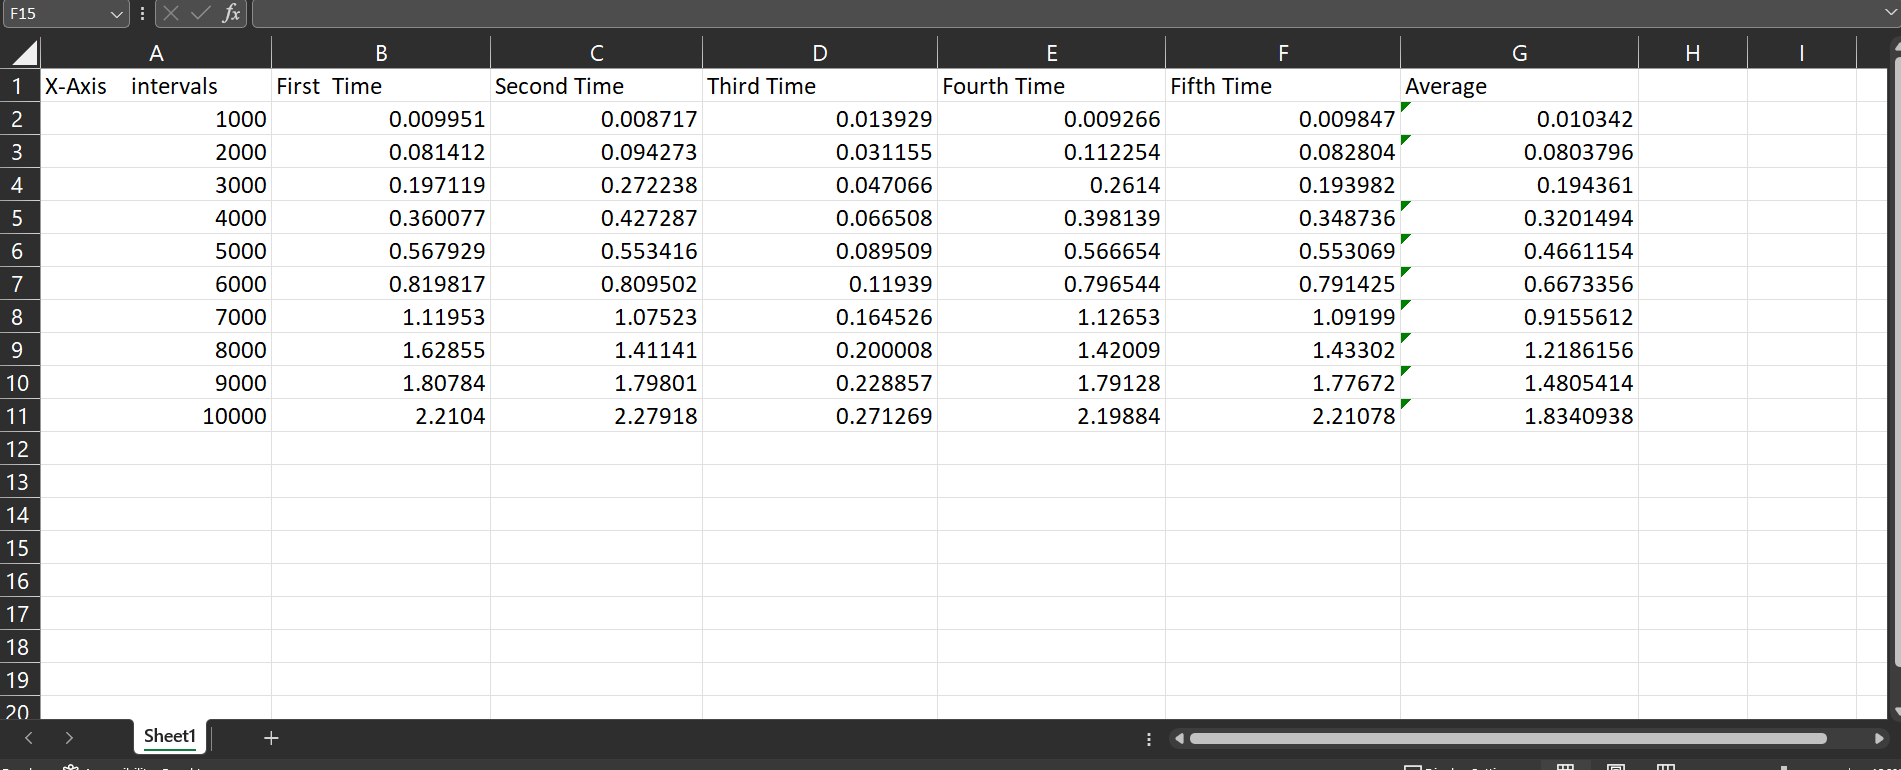 F15 fx
A B C D E F G H I
1 X-Axis intervals First Time Second Time Third Time Fourth Time Fifth Time Average
2 1000 0.009951 0.008717 0.013929 0.009266 0.009847 0.010342
3 2000 0.081412 0.094273 0.031155 0.112254 0.082804 0.0803796
4 3000 0.197119 0.272238 0.047066 0.2614 0.193982 0.194361
5 4000 0.360077 0.427287 0.066508 0.398139 0.348736 0.3201494
6 5000 0.567929 0.553416 0.089509 0.566654 0.553069 0.4661154
7 6000 0.819817 0.809502 0.11939 0.796544 0.791425 0.6673356
8 7000 1.11953 1.07523 0.164526 1.12653 1.09199 0.9155612
9 8000 1.62855 1.41141 0.200008 1.42009 1.43302 1.2186156
10 9000 1.80784 1.79801 0.228857 1.79128 1.77672 1.4805414
11 10000 2.2104 2.27918 0.271269 2.19884 2.21078 1.8340938
12
13
14
15
16
17
18
19
20
Sheet1